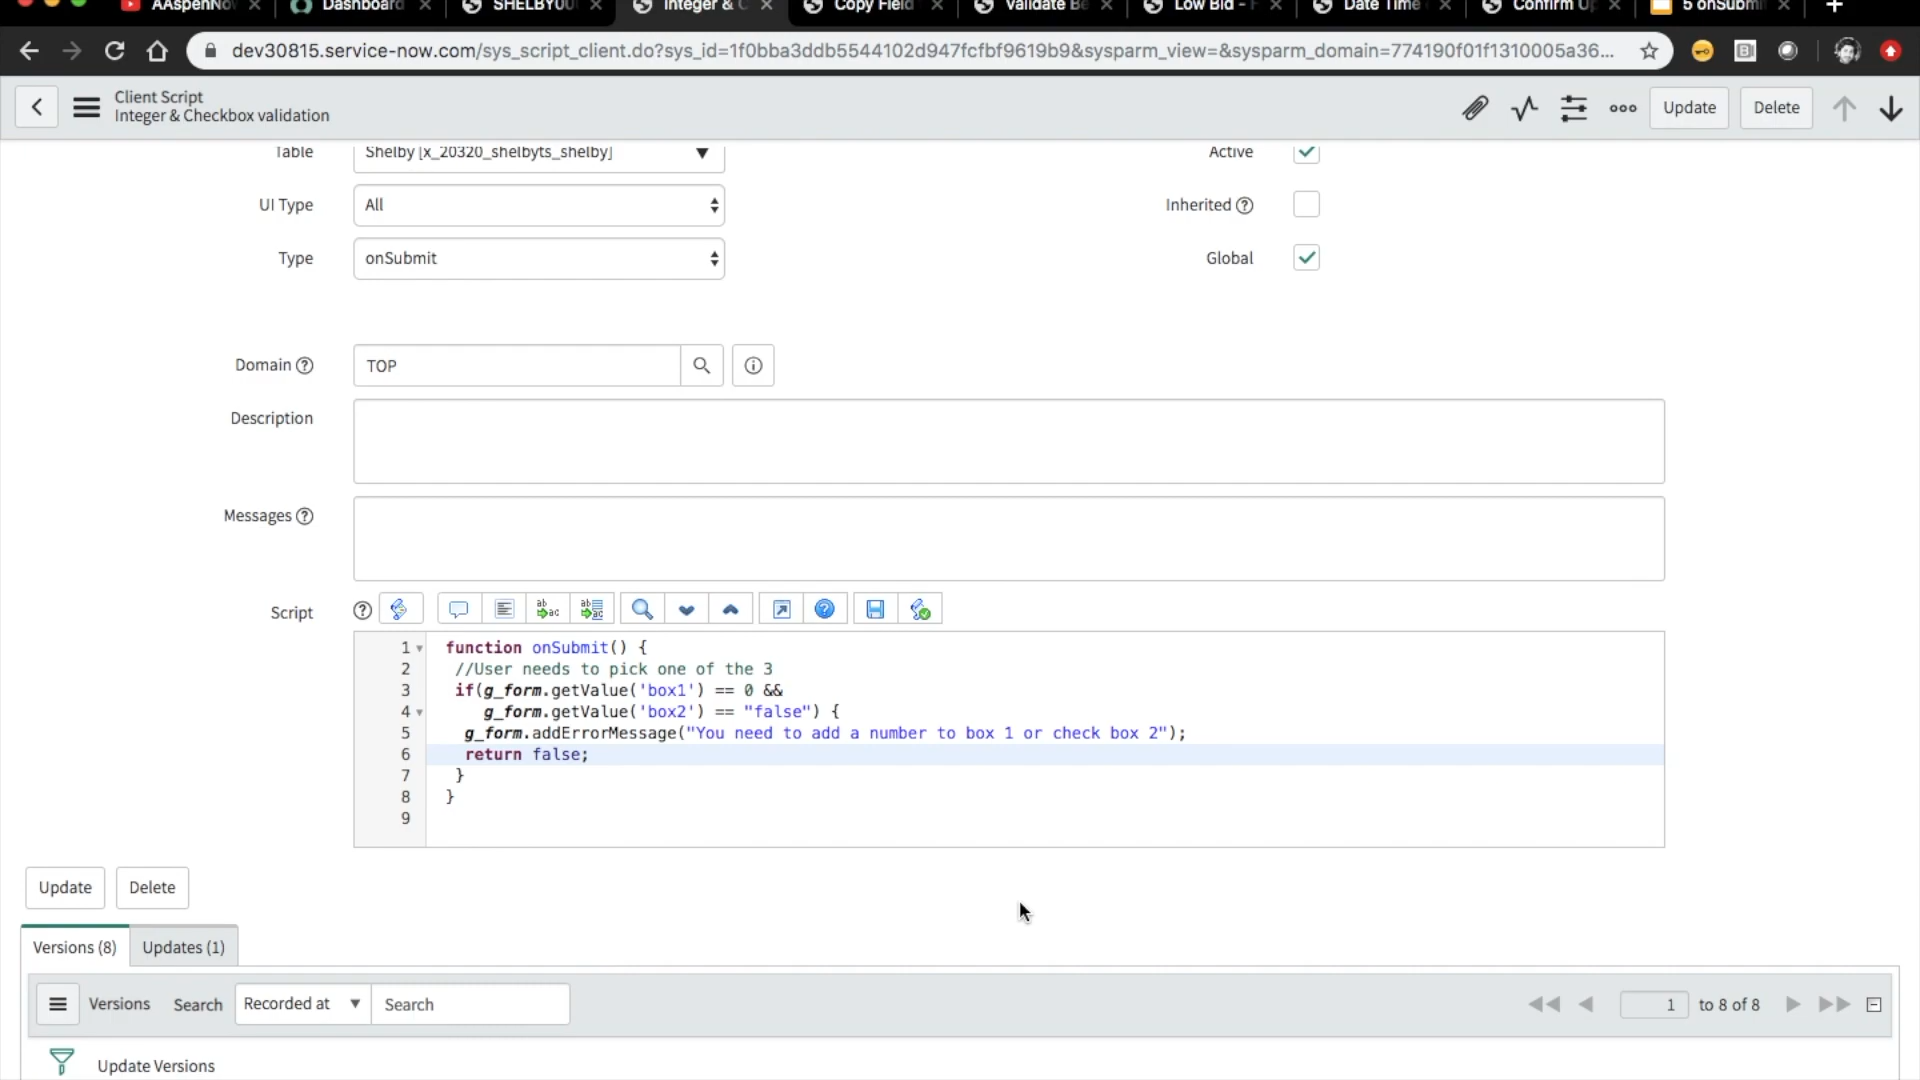 AAspenNo
Dashboard
SHELBY00
Integer & C
Copy Field
Validate Be
Low Bid - F
Date Time
Confirm Up
5 onSubmi
dev30815.service-now.com/sys_script_client.do?sys_id=1f0bba3ddb5544102d947fcfbf9619b9&sysparm_view=&sysparm_domain=774190f01f1310005a36...
Client Script
Integer & Checkbox validation
Update
Delete
Table
Shelby [x_20320_shelbyts_shelby]
Active
UI Type
All
Inherited
Type
onSubmit
Global
Domain
TOP
Description
Messages
Script
1 function onSubmit() {
2 //User needs to pick one of the 3
3 if(g_form.getValue('box1') == 0 &&
4 g_form.getValue('box2') == "false") {
5 g_form.addErrorMessage("You need to add a number to box 1 or check box 2");
6 return false;
7 }
8 }
9
Update
Delete
Versions (8)
Updates (1)
Versions Search Recorded at Search
1 to 8 of 8
Update Versions